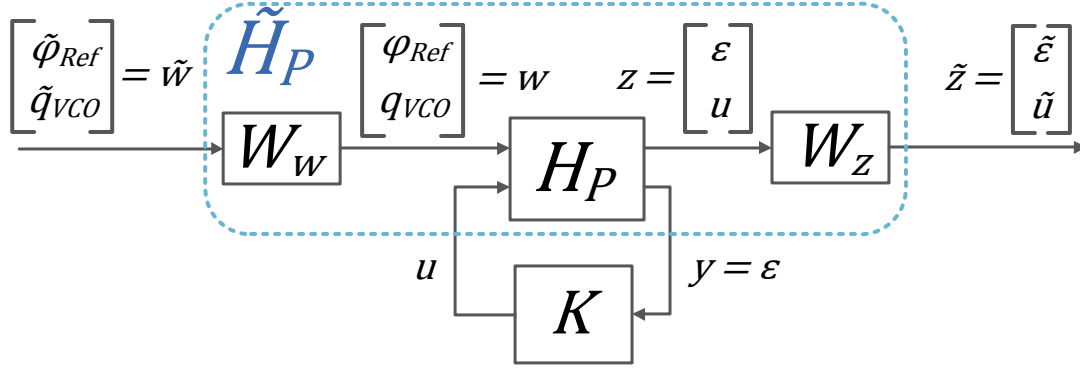 [φ̃Ref q̃VCO] = w̃
H̃P
[φRef qVCO] = w
z = [ε u]
z̃ = [ε̃ ũ]
Ww
HP
Wz
u
y = ε
K